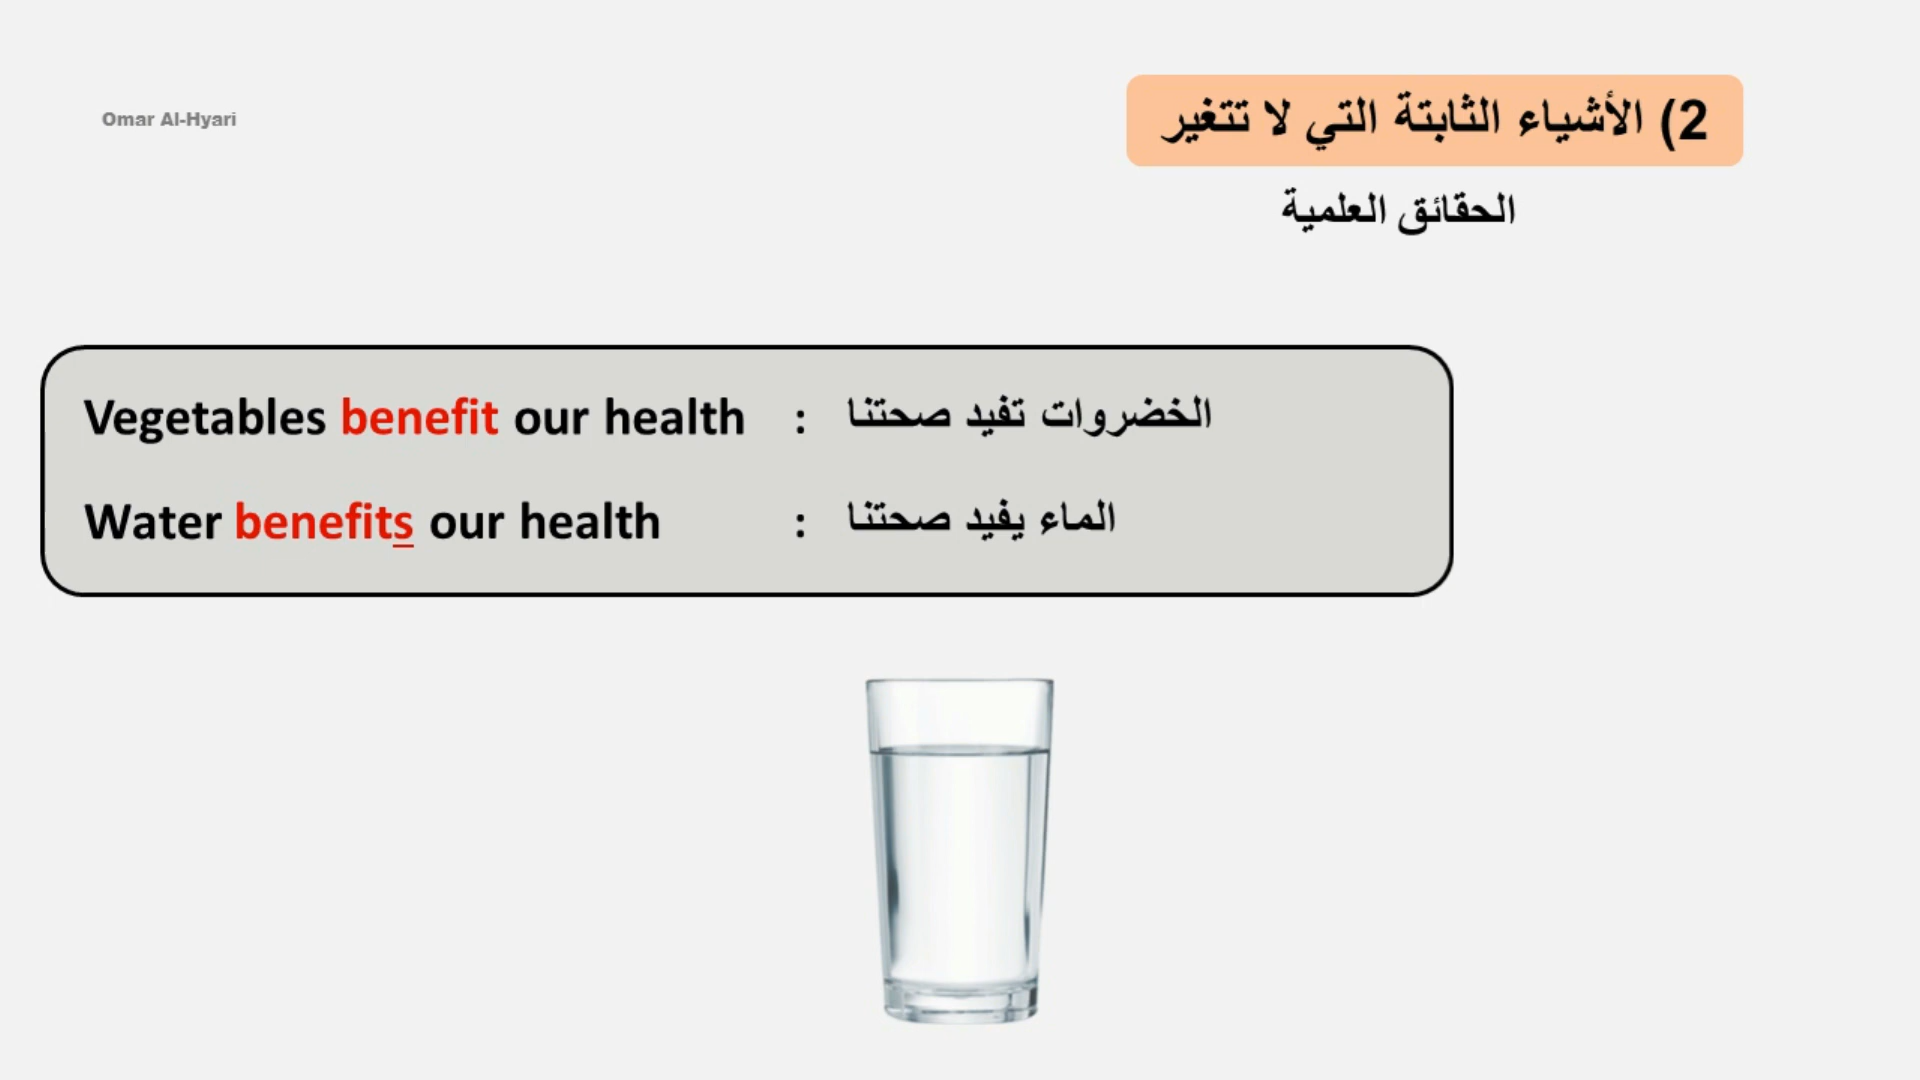 Omar Al-Hyari
2) الأشياء الثابتة التي لا تتغير
الحقائق العلمية
Vegetables benefit our health : الخضروات تفيد صحتنا
Water benefits our health : الماء يفيد صحتنا